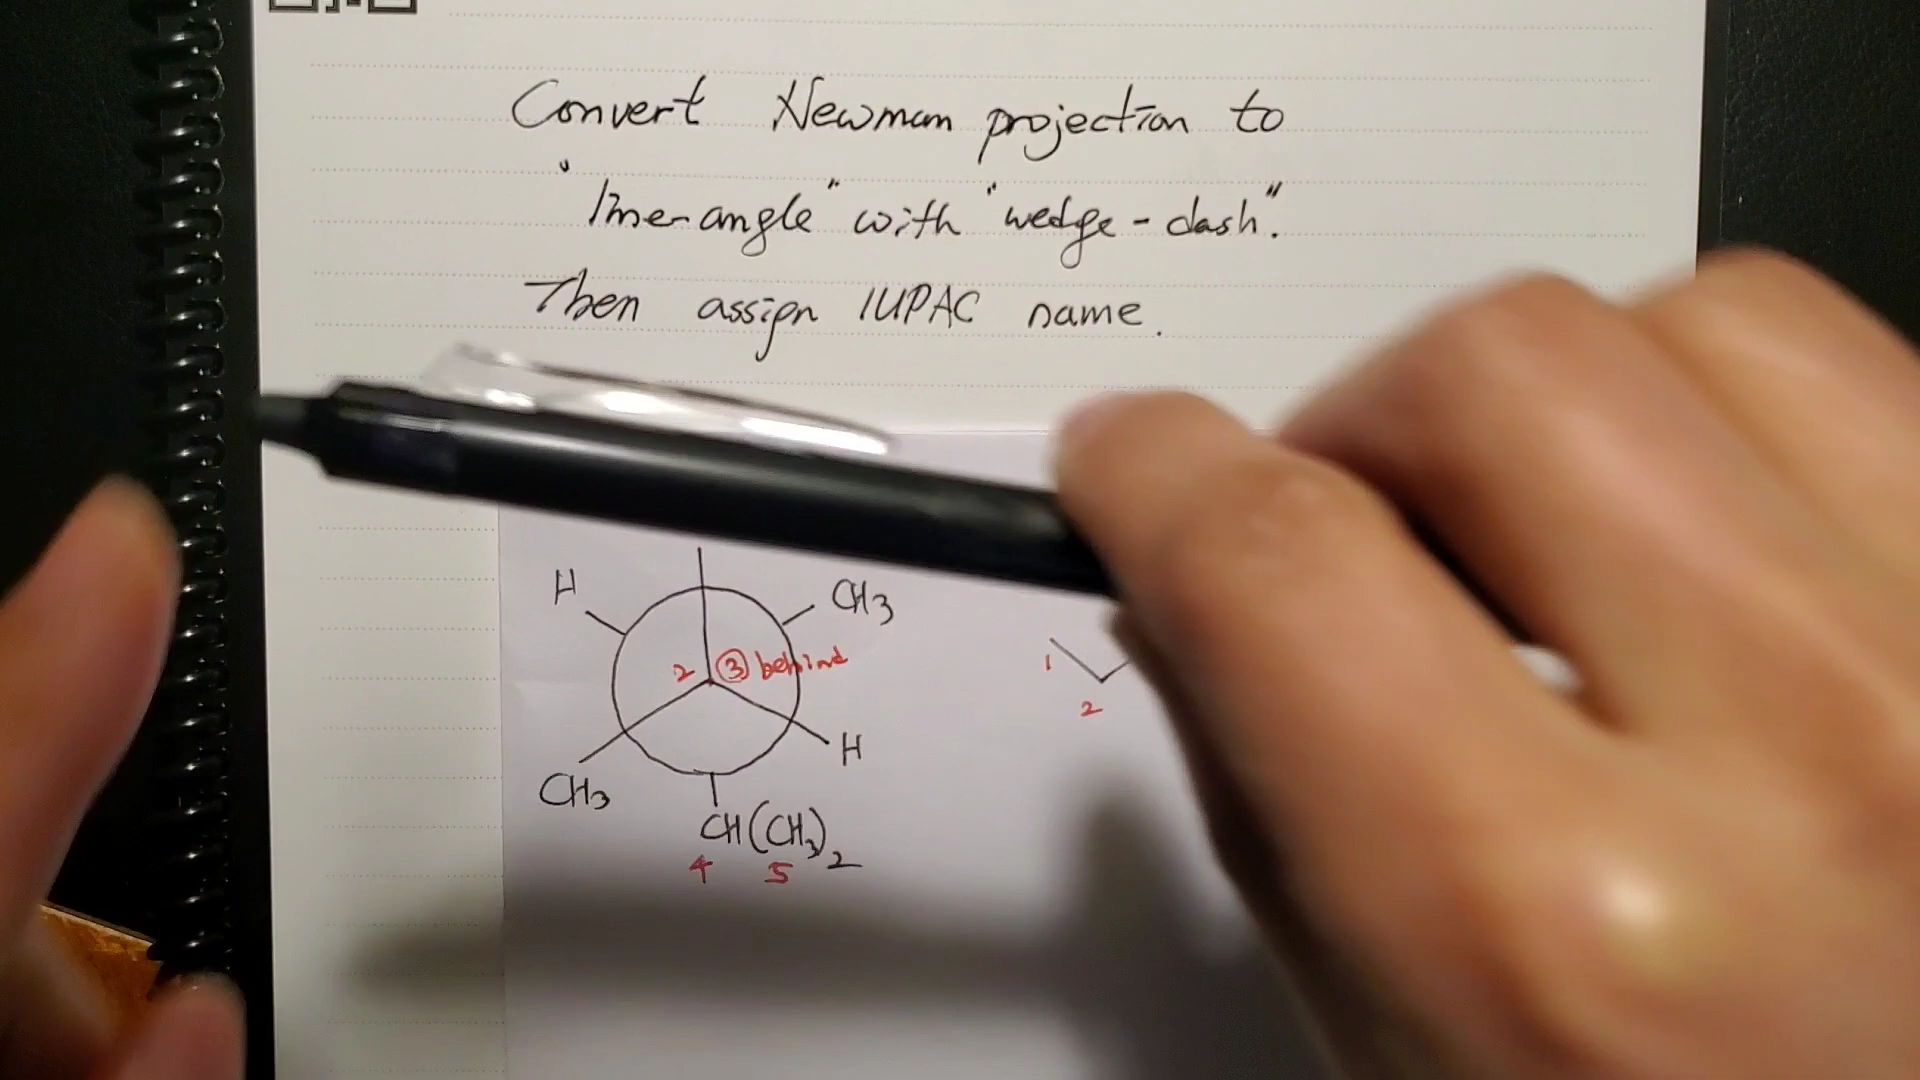 Convert Newman projection to
"line-angle" with "wedge-dash".
Then assign IUPAC name.
H
CH3
2 ③ behind
1
2
H
CH3
CH(CH3)2
4 5